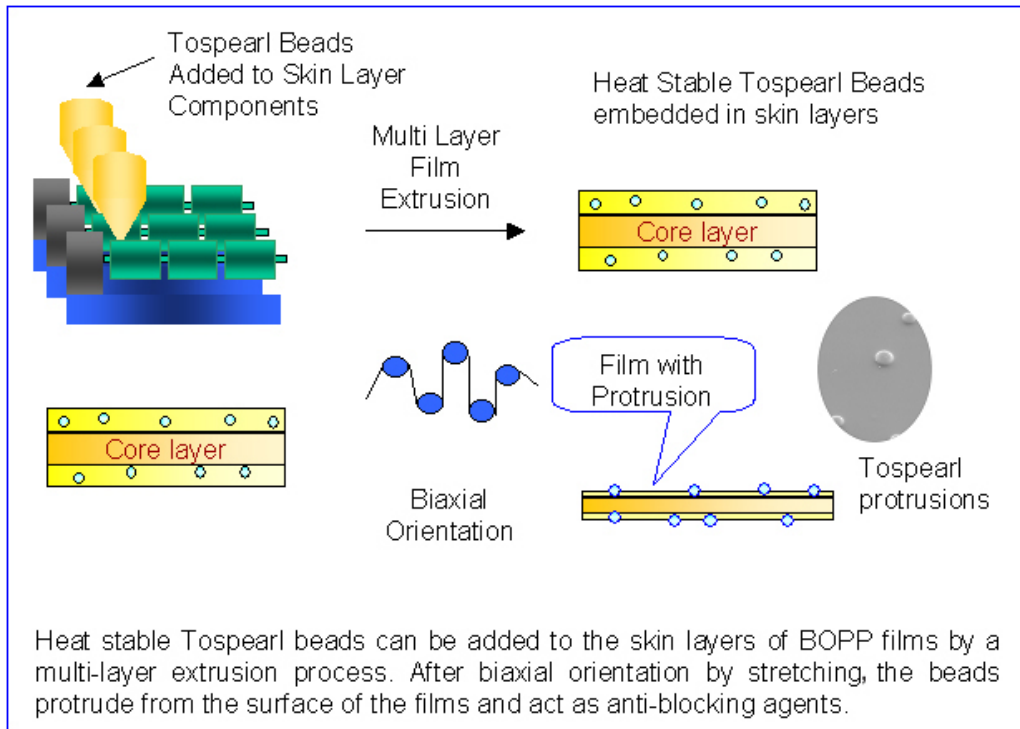 Tospearl Beads
Added to Skin Layer
Components
Multi Layer
Film
Extrusion
Heat Stable Tospearl Beads
embedded in skin layers
Core layer
Core layer
Biaxial
Orientation
Film with
Protrusion
Tospearl
protrusions
Heat stable Tospearl beads can be added to the skin layers of BOPP films by a
multi-layer extrusion process. After biaxial orientation by stretching, the beads
protrude from the surface of the films and act as anti-blocking agents.